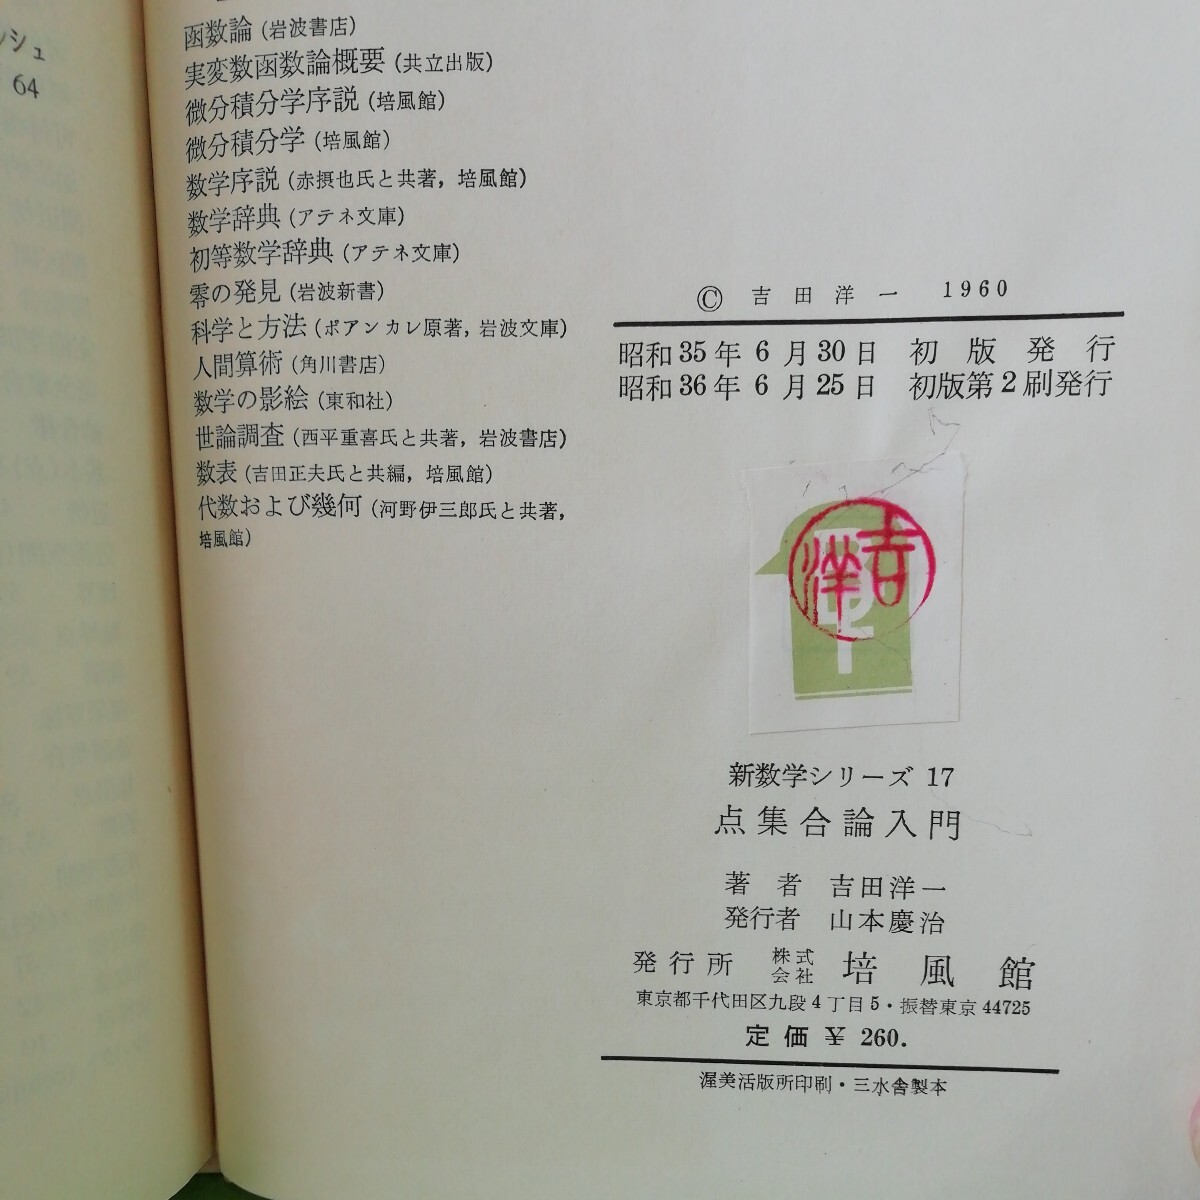 ッシュ
64
函数論 (岩波書店)
実変数函数論概要 (共立出版)
微分積分学序説 (培風館)
微分積分学 (培風館)
数学序説 (赤摂也氏と共著, 培風館)
数学辞典 (アテネ文庫)
初等数学辞典 (アテネ文庫)
零の発見 (岩波新書)
科学と方法 (ポアンカレ原著, 岩波文庫)
人間算術 (角川書店)
数学の影絵 (東和社)
世論調査 (西平重喜氏と共著, 岩波書店)
数表 (吉田正夫氏と共編, 培風館)
代数および幾何 (河野伊三郎氏と共著,
培風館)
© 吉田洋一 1960
昭和35年6月30日 初版発行
昭和36年6月25日 初版第2刷発行
吉
洋
新数学シリーズ 17
点集合論入門
著者 吉田洋一
発行者 山本慶治
発行所 株式会社 培風館
東京都千代田区九段4丁目5・振替東京44725
定価 ¥ 260.
渥美活版所印刷・三水舎製本